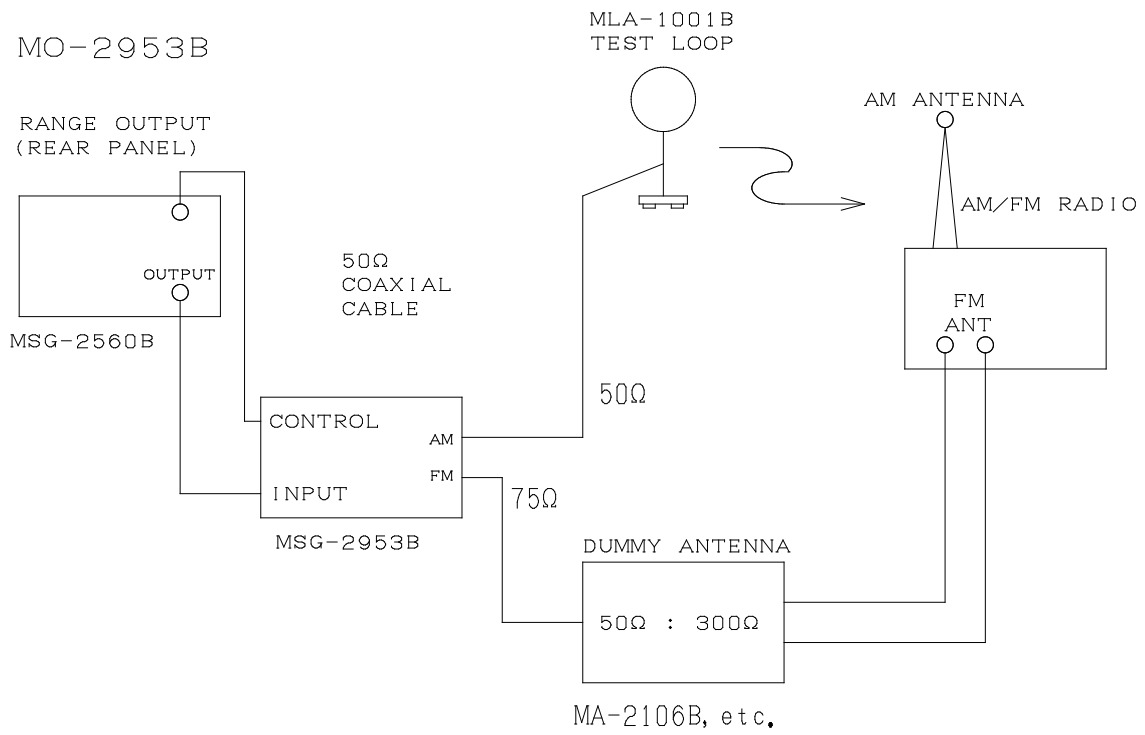 MO-2953B
MLA-1001B
TEST LOOP
RANGE OUTPUT
(REAR PANEL)
OUTPUT
MSG-2560B
50Ω
COAXIAL
CABLE
AM ANTENNA
AM/FM RADIO
FM
ANT
50Ω
CONTROL
AM
FM
INPUT
MSG-2953B
75Ω
DUMMY ANTENNA
50Ω : 300Ω
MA-2106B, etc.